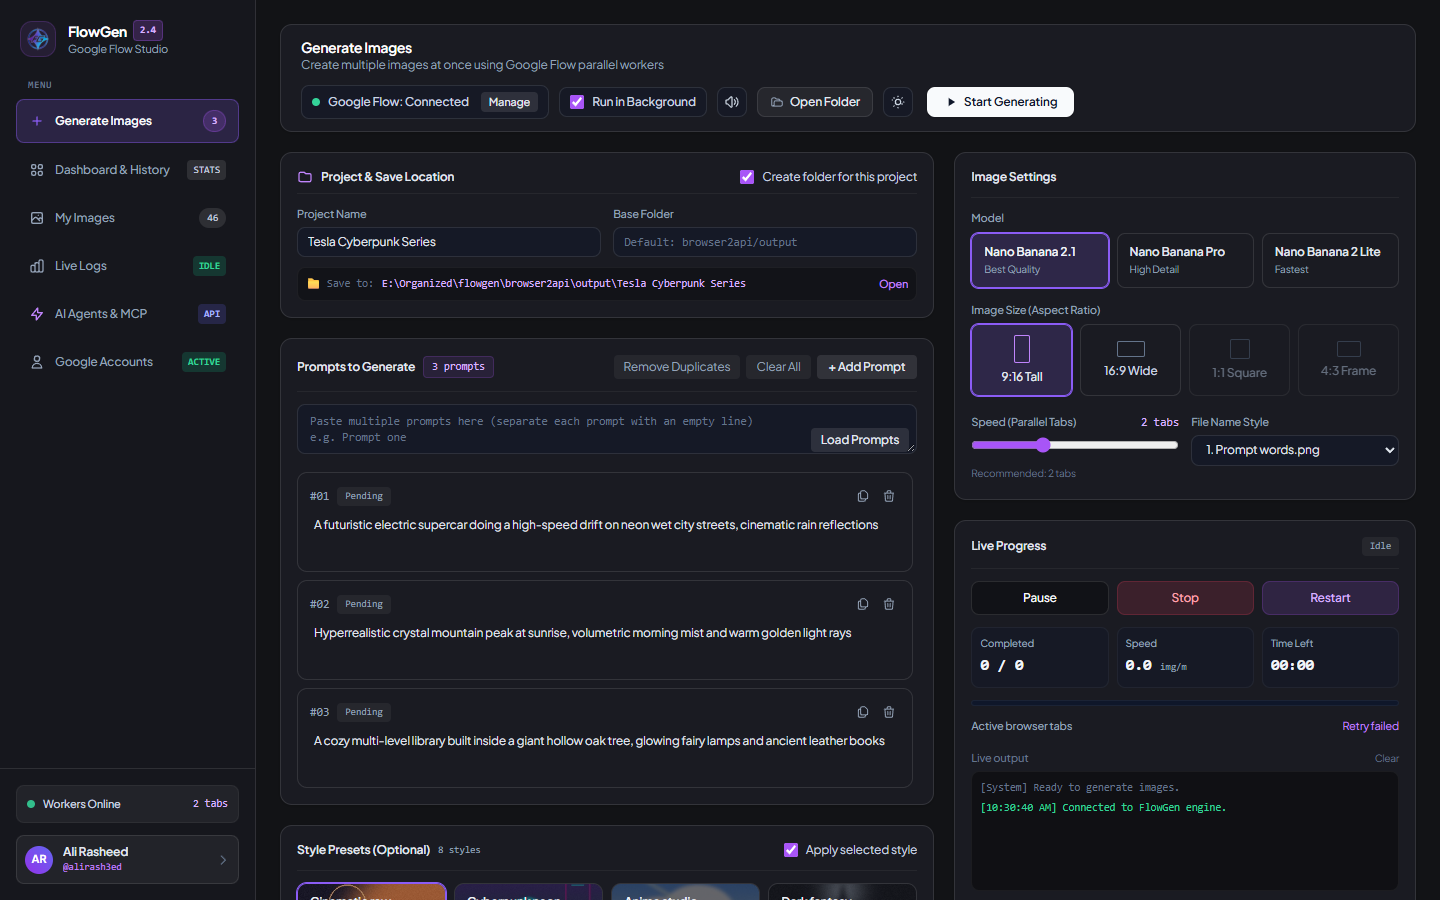 FlowGen 2.4
Google Flow Studio
MENU
Generate Images 3
Dashboard & History STATS
My Images 46
Live Logs IDLE
AI Agents & MCP API
Google Accounts ACTIVE
Workers Online 2 tabs
AR
Ali Rasheed
@alirash3ed
Generate Images
Create multiple images at once using Google Flow parallel workers
Google Flow: Connected Manage Run in Background Open Folder Start Generating
Project & Save Location Create folder for this project
Project Name Base Folder
Tesla Cyberpunk Series Default: browser2api/output
Save to: E:\Organized\flowgen\browser2api\output\Tesla Cyberpunk Series Open
Prompts to Generate 3 prompts Remove Duplicates Clear All + Add Prompt
Paste multiple prompts here (separate each prompt with an empty line)
e.g. Prompt one
Load Prompts
#01 Pending
A futuristic electric supercar doing a high-speed drift on neon wet city streets, cinematic rain reflections
#02 Pending
Hyperrealistic crystal mountain peak at sunrise, volumetric morning mist and warm golden light rays
#03 Pending
A cozy multi-level library built inside a giant hollow oak tree, glowing fairy lamps and ancient leather books
Style Presets (Optional) 8 styles Apply selected style
Image Settings
Model
Nano Banana 2.1 Nano Banana Pro Nano Banana 2 Lite
Best Quality High Detail Fastest
Image Size (Aspect Ratio)
9:16 Tall 16:9 Wide 1:1 Square 4:3 Frame
Speed (Parallel Tabs) 2 tabs File Name Style
1. Prompt words.png
Recommended: 2 tabs
Live Progress Idle
Pause Stop Restart
Completed Speed Time Left
0 / 0 0.0 img/m 00:00
Active browser tabs Retry failed
Live output Clear
[System] Ready to generate images.
[10:30:40 AM] Connected to FlowGen engine.